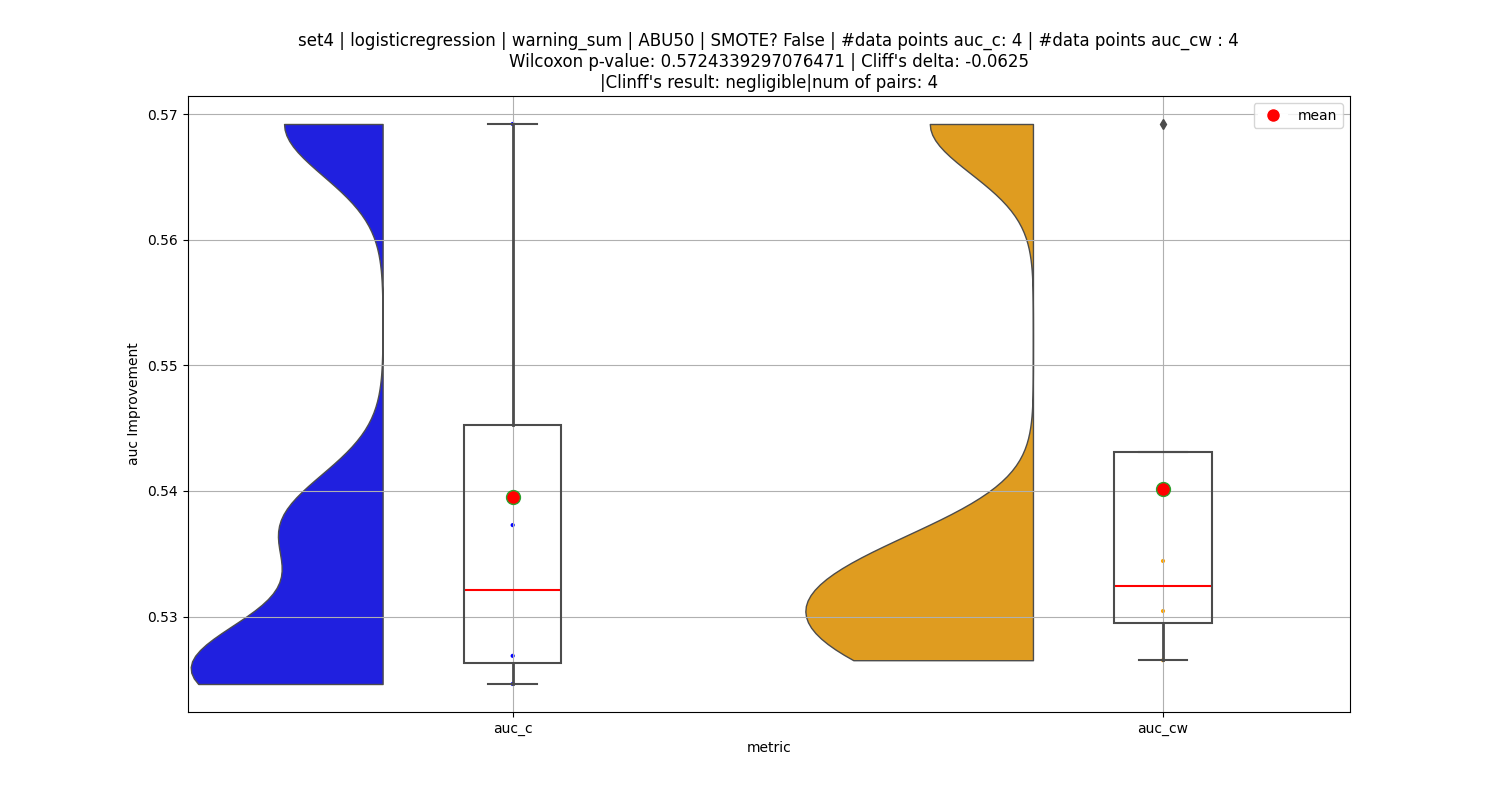 set4 | logisticregression | warning_sum | ABU50 | SMOTE? False | #data points auc_c: 4 | #data points auc_cw : 4
Wilcoxon p-value: 0.5724339297076471 | Cliff's delta: -0.0625
|Clinff's result: negligible|num of pairs: 4
mean
0.57
0.56
0.55
0.54
0.53
auc Improvement
auc_c
auc_cw
metric